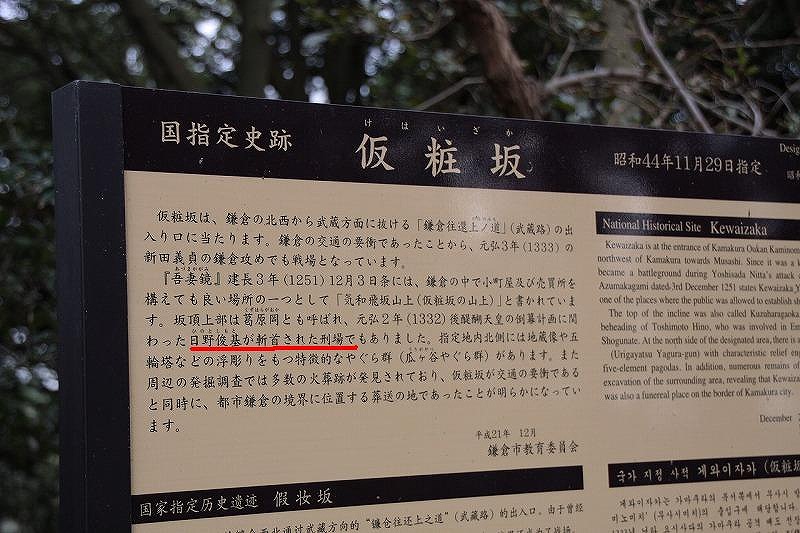 国指定史跡
けはいざか
仮粧坂
昭和44年11月29日指定
仮粧坂は、鎌倉の北西から武蔵方面に抜ける「鎌倉往還上ノ道」(武蔵路)の出
入り口に当たります。鎌倉の交通の要衝であったことから、元弘3年(1333)の
新田義貞の鎌倉攻めでも戦場となっています。
『吾妻鏡』建長3年(1251)12月3日条には、鎌倉の中で小町屋及び売買所を
構えても良い場所の一つとして「気和飛坂山上(仮粧坂の山上)」と書かれていま
す。坂頂上部は葛原岡とも呼ばれ、元弘2年(1332)後醍醐天皇の倒幕計画に関
わった日野俊基が斬首された刑場でもありました。指定地内北側には地蔵像や五
輪塔などの浮彫りをもつ特徴的なやぐら群(瓜ヶ谷やぐら群)があります。また
周辺の発掘調査では多数の火葬跡が発見されており、仮粧坂が交通の要衝である
と同時に、都市鎌倉の境界に位置する葬送の地であったことが明らかになってい
ます。
平成21年 12月
鎌倉市教育委員会
国家指定历史遗迹 假妆坂
Desig
National Historical Site Kewaizaka
Kewaizaka is at the entrance of Kamakura Oukan Kaminom
northwest of Kamakura towards Musashi. Since it was a k
became a battleground during Yoshisada Nitta's attack o
Azumakagami dated 3rd December 1251 states Kewaizaka
one of the places where the public was allowed to establish sh
The top of the incline was also called Kuzuharagaoka,
beheading of Toshimoto Hino, who was involved in Em
Shogunate. At the north side of the designated area, there is a
(Urigayatsu Yagura-gun) with characteristic relief en
five-element pagodas. In addition, numerous remains of
excavation of the surrounding area, revealing that Kewaiza
was also a funereal place on the border of Kamakura city.
December
국가 지정 사적 게와이자카 (仮粧坂